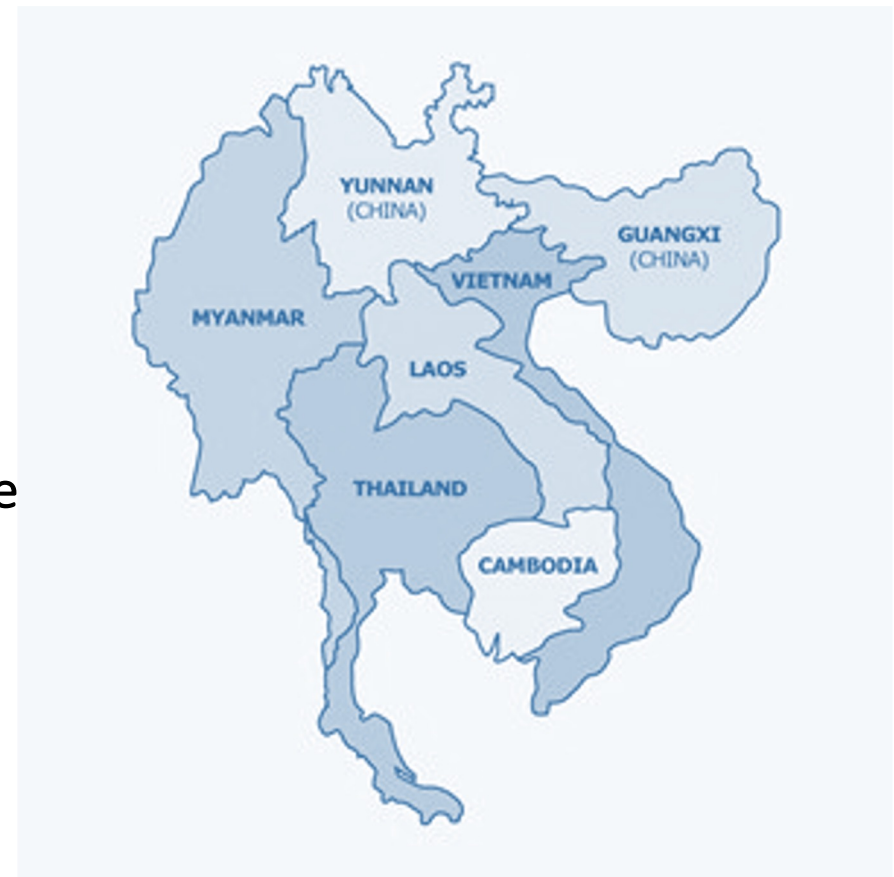 YUNNAN
(CHINA)
GUANGXI
(CHINA)
VIETNAM
MYANMAR
LAOS
THAILAND
e
CAMBODIA